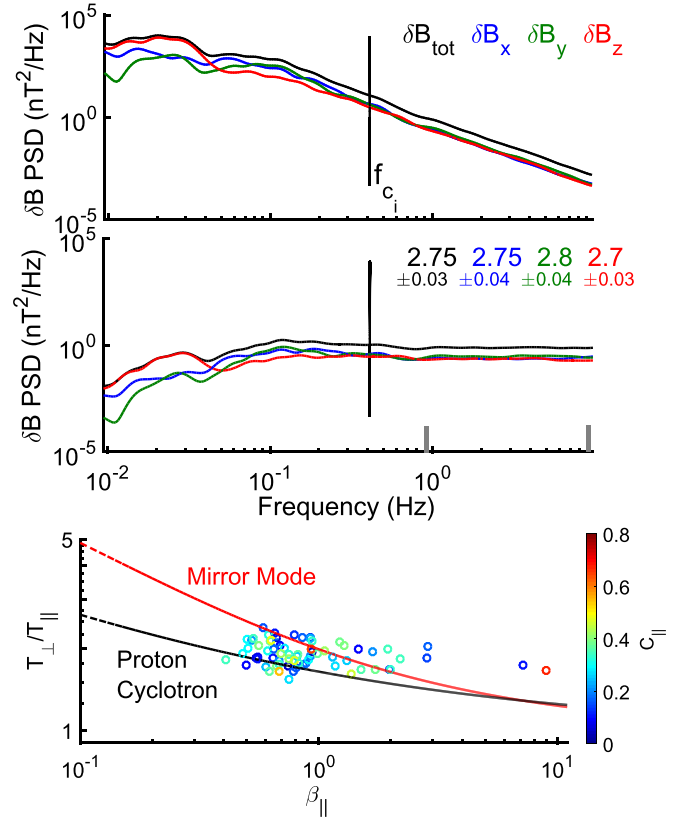 10^5
10^0
10^-5
δB PSD (nT^2/Hz)
δB_tot δB_x δB_y δB_z
f_c_i
10^5
10^0
10^-5
δB PSD (nT^2/Hz)
2.75 2.75 2.8 2.7
±0.03 ±0.04 ±0.04 ±0.03
10^-2 10^-1 10^0
Frequency (Hz)
5
1
T_⊥/T_||
Mirror Mode
Proton
Cyclotron
10^-1 10^0 10^1
β_||
0.8
0.6
0.4
0.2
0
c_||